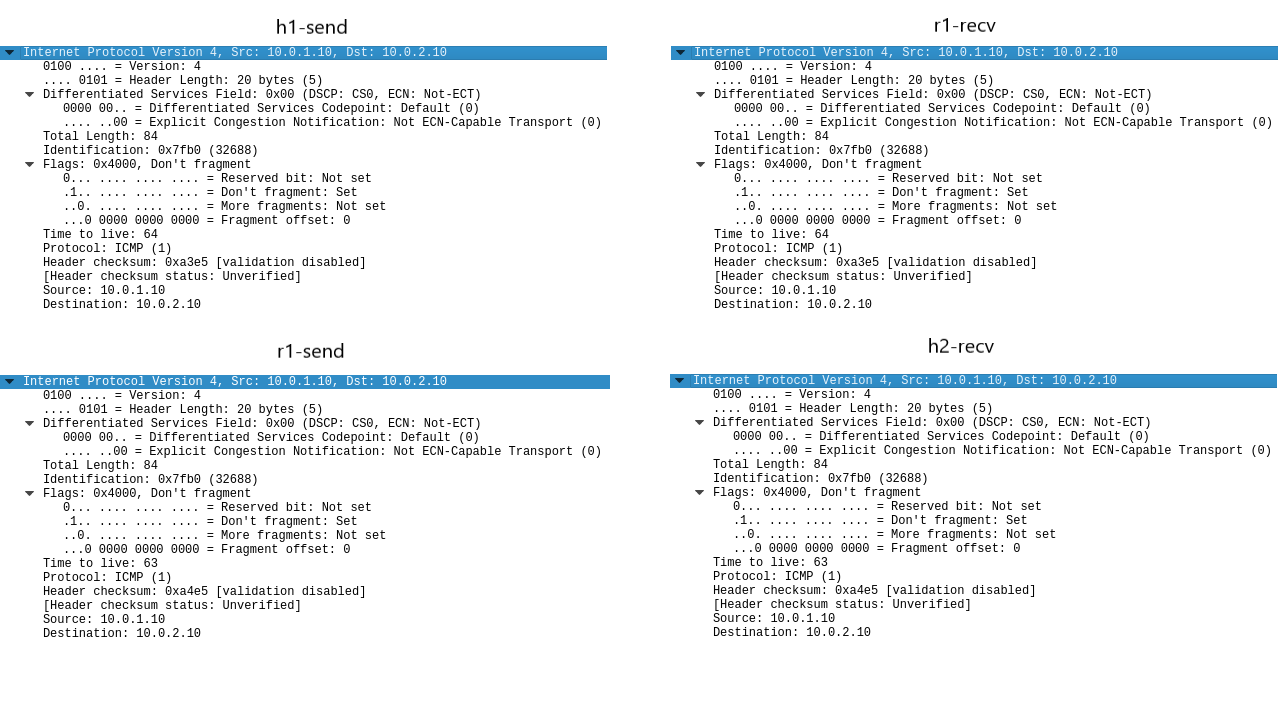 h1-send
Internet Protocol Version 4, Src: 10.0.1.10, Dst: 10.0.2.10
0100 .... = Version: 4
.... 0101 = Header Length: 20 bytes (5)
Differentiated Services Field: 0x00 (DSCP: CS0, ECN: Not-ECT)
0000 00.. = Differentiated Services Codepoint: Default (0)
.... ..00 = Explicit Congestion Notification: Not ECN-Capable Transport (0)
Total Length: 84
Identification: 0x7fb0 (32688)
Flags: 0x4000, Don't fragment
0... .... .... .... = Reserved bit: Not set
.1.. .... .... .... = Don't fragment: Set
..0. .... .... .... = More fragments: Not set
...0 0000 0000 0000 = Fragment offset: 0
Time to live: 64
Protocol: ICMP (1)
Header checksum: 0xa3e5 [validation disabled]
[Header checksum status: Unverified]
Source: 10.0.1.10
Destination: 10.0.2.10
r1-recv
Internet Protocol Version 4, Src: 10.0.1.10, Dst: 10.0.2.10
0100 .... = Version: 4
.... 0101 = Header Length: 20 bytes (5)
Differentiated Services Field: 0x00 (DSCP: CS0, ECN: Not-ECT)
0000 00.. = Differentiated Services Codepoint: Default (0)
.... ..00 = Explicit Congestion Notification: Not ECN-Capable Transport (0)
Total Length: 84
Identification: 0x7fb0 (32688)
Flags: 0x4000, Don't fragment
0... .... .... .... = Reserved bit: Not set
.1.. .... .... .... = Don't fragment: Set
..0. .... .... .... = More fragments: Not set
...0 0000 0000 0000 = Fragment offset: 0
Time to live: 64
Protocol: ICMP (1)
Header checksum: 0xa3e5 [validation disabled]
[Header checksum status: Unverified]
Source: 10.0.1.10
Destination: 10.0.2.10
r1-send
Internet Protocol Version 4, Src: 10.0.1.10, Dst: 10.0.2.10
0100 .... = Version: 4
.... 0101 = Header Length: 20 bytes (5)
Differentiated Services Field: 0x00 (DSCP: CS0, ECN: Not-ECT)
0000 00.. = Differentiated Services Codepoint: Default (0)
.... ..00 = Explicit Congestion Notification: Not ECN-Capable Transport (0)
Total Length: 84
Identification: 0x7fb0 (32688)
Flags: 0x4000, Don't fragment
0... .... .... .... = Reserved bit: Not set
.1.. .... .... .... = Don't fragment: Set
..0. .... .... .... = More fragments: Not set
...0 0000 0000 0000 = Fragment offset: 0
Time to live: 63
Protocol: ICMP (1)
Header checksum: 0xa4e5 [validation disabled]
[Header checksum status: Unverified]
Source: 10.0.1.10
Destination: 10.0.2.10
h2-recv
Internet Protocol Version 4, Src: 10.0.1.10, Dst: 10.0.2.10
0100 .... = Version: 4
.... 0101 = Header Length: 20 bytes (5)
Differentiated Services Field: 0x00 (DSCP: CS0, ECN: Not-ECT)
0000 00.. = Differentiated Services Codepoint: Default (0)
.... ..00 = Explicit Congestion Notification: Not ECN-Capable Transport (0)
Total Length: 84
Identification: 0x7fb0 (32688)
Flags: 0x4000, Don't fragment
0... .... .... .... = Reserved bit: Not set
.1.. .... .... .... = Don't fragment: Set
..0. .... .... .... = More fragments: Not set
...0 0000 0000 0000 = Fragment offset: 0
Time to live: 63
Protocol: ICMP (1)
Header checksum: 0xa4e5 [validation disabled]
[Header checksum status: Unverified]
Source: 10.0.1.10
Destination: 10.0.2.10